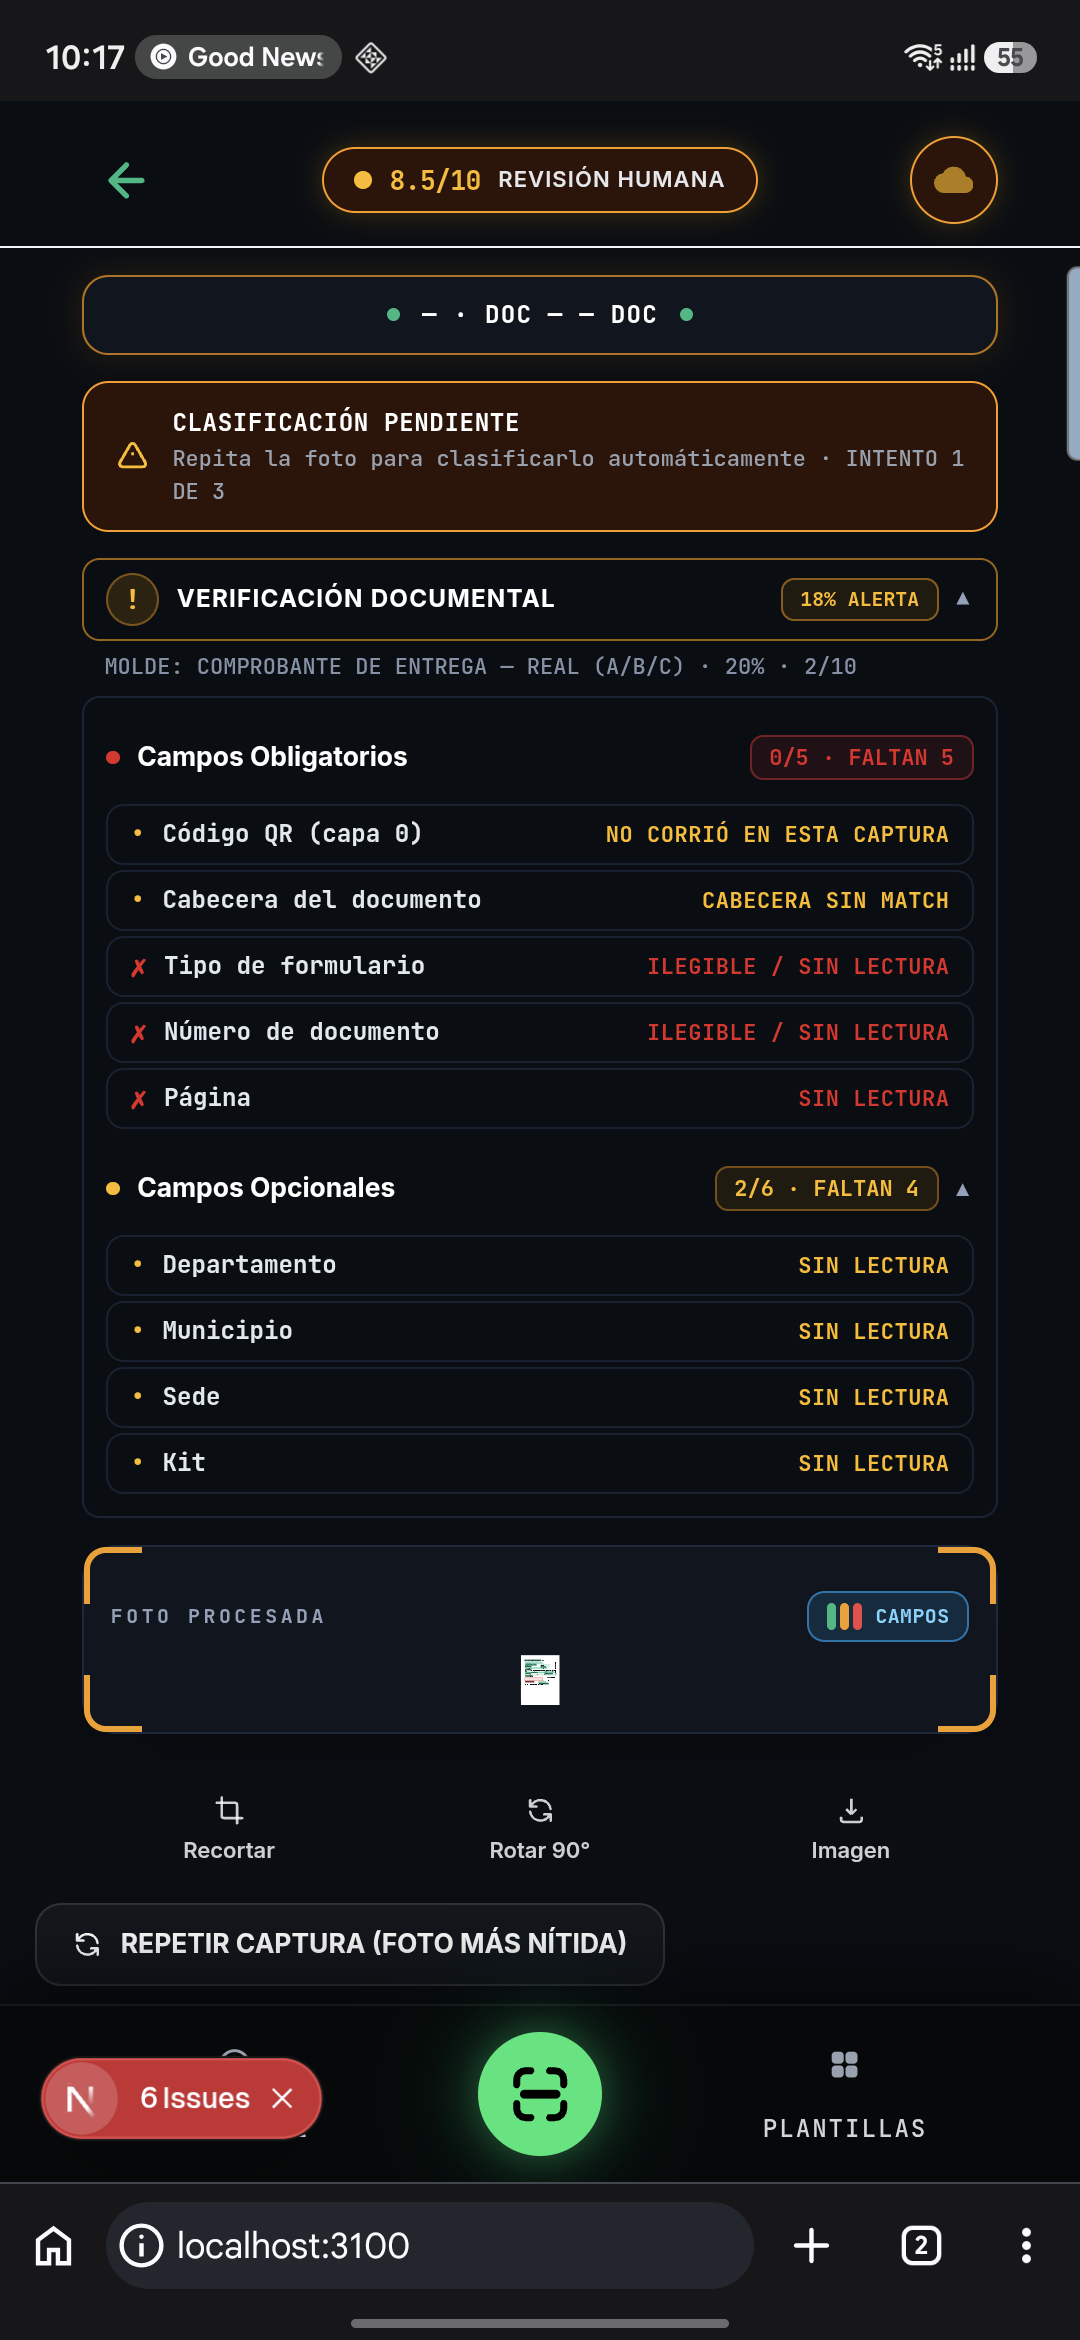 10:17
Good News
5
55
8.5/10 REVISIÓN HUMANA
— · DOC — — DOC
CLASIFICACIÓN PENDIENTE
Repita la foto para clasificarlo automáticamente · INTENTO 1
DE 3
! VERIFICACIÓN DOCUMENTAL 18% ALERTA ▲
MOLDE: COMPROBANTE DE ENTREGA — REAL (A/B/C) · 20% · 2/10
Campos Obligatorios 0/5 · FALTAN 5
• Código QR (capa 0) NO CORRIÓ EN ESTA CAPTURA
• Cabecera del documento CABECERA SIN MATCH
✗ Tipo de formulario ILEGIBLE / SIN LECTURA
✗ Número de documento ILEGIBLE / SIN LECTURA
✗ Página SIN LECTURA
Campos Opcionales 2/6 · FALTAN 4 ▲
• Departamento SIN LECTURA
• Municipio SIN LECTURA
• Sede SIN LECTURA
• Kit SIN LECTURA
FOTO PROCESADA CAMPOS
Recortar Rotar 90° Imagen
REPETIR CAPTURA (FOTO MÁS NÍTIDA)
N 6 Issues
PLANTILLAS
localhost:3100
2